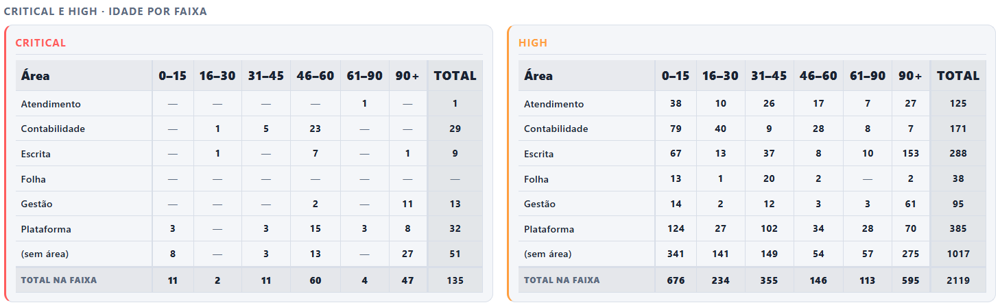 CRITICAL E HIGH · IDADE POR FAIXA
CRITICAL
Área 0–15 16–30 31–45 46–60 61–90 90+ TOTAL
Atendimento — — — — 1 — 1
Contabilidade — 1 5 23 — — 29
Escrita — 1 — 7 — 1 9
Folha — — — — — — —
Gestão — — — 2 — 11 13
Plataforma 3 — 3 15 3 8 32
(sem área) 8 — 3 13 — 27 51
TOTAL NA FAIXA 11 2 11 60 4 47 135
HIGH
Área 0–15 16–30 31–45 46–60 61–90 90+ TOTAL
Atendimento 38 10 26 17 7 27 125
Contabilidade 79 40 9 28 8 7 171
Escrita 67 13 37 8 10 153 288
Folha 13 1 20 2 — 2 38
Gestão 14 2 12 3 3 61 95
Plataforma 124 27 102 34 28 70 385
(sem área) 341 141 149 54 57 275 1017
TOTAL NA FAIXA 676 234 355 146 113 595 2119